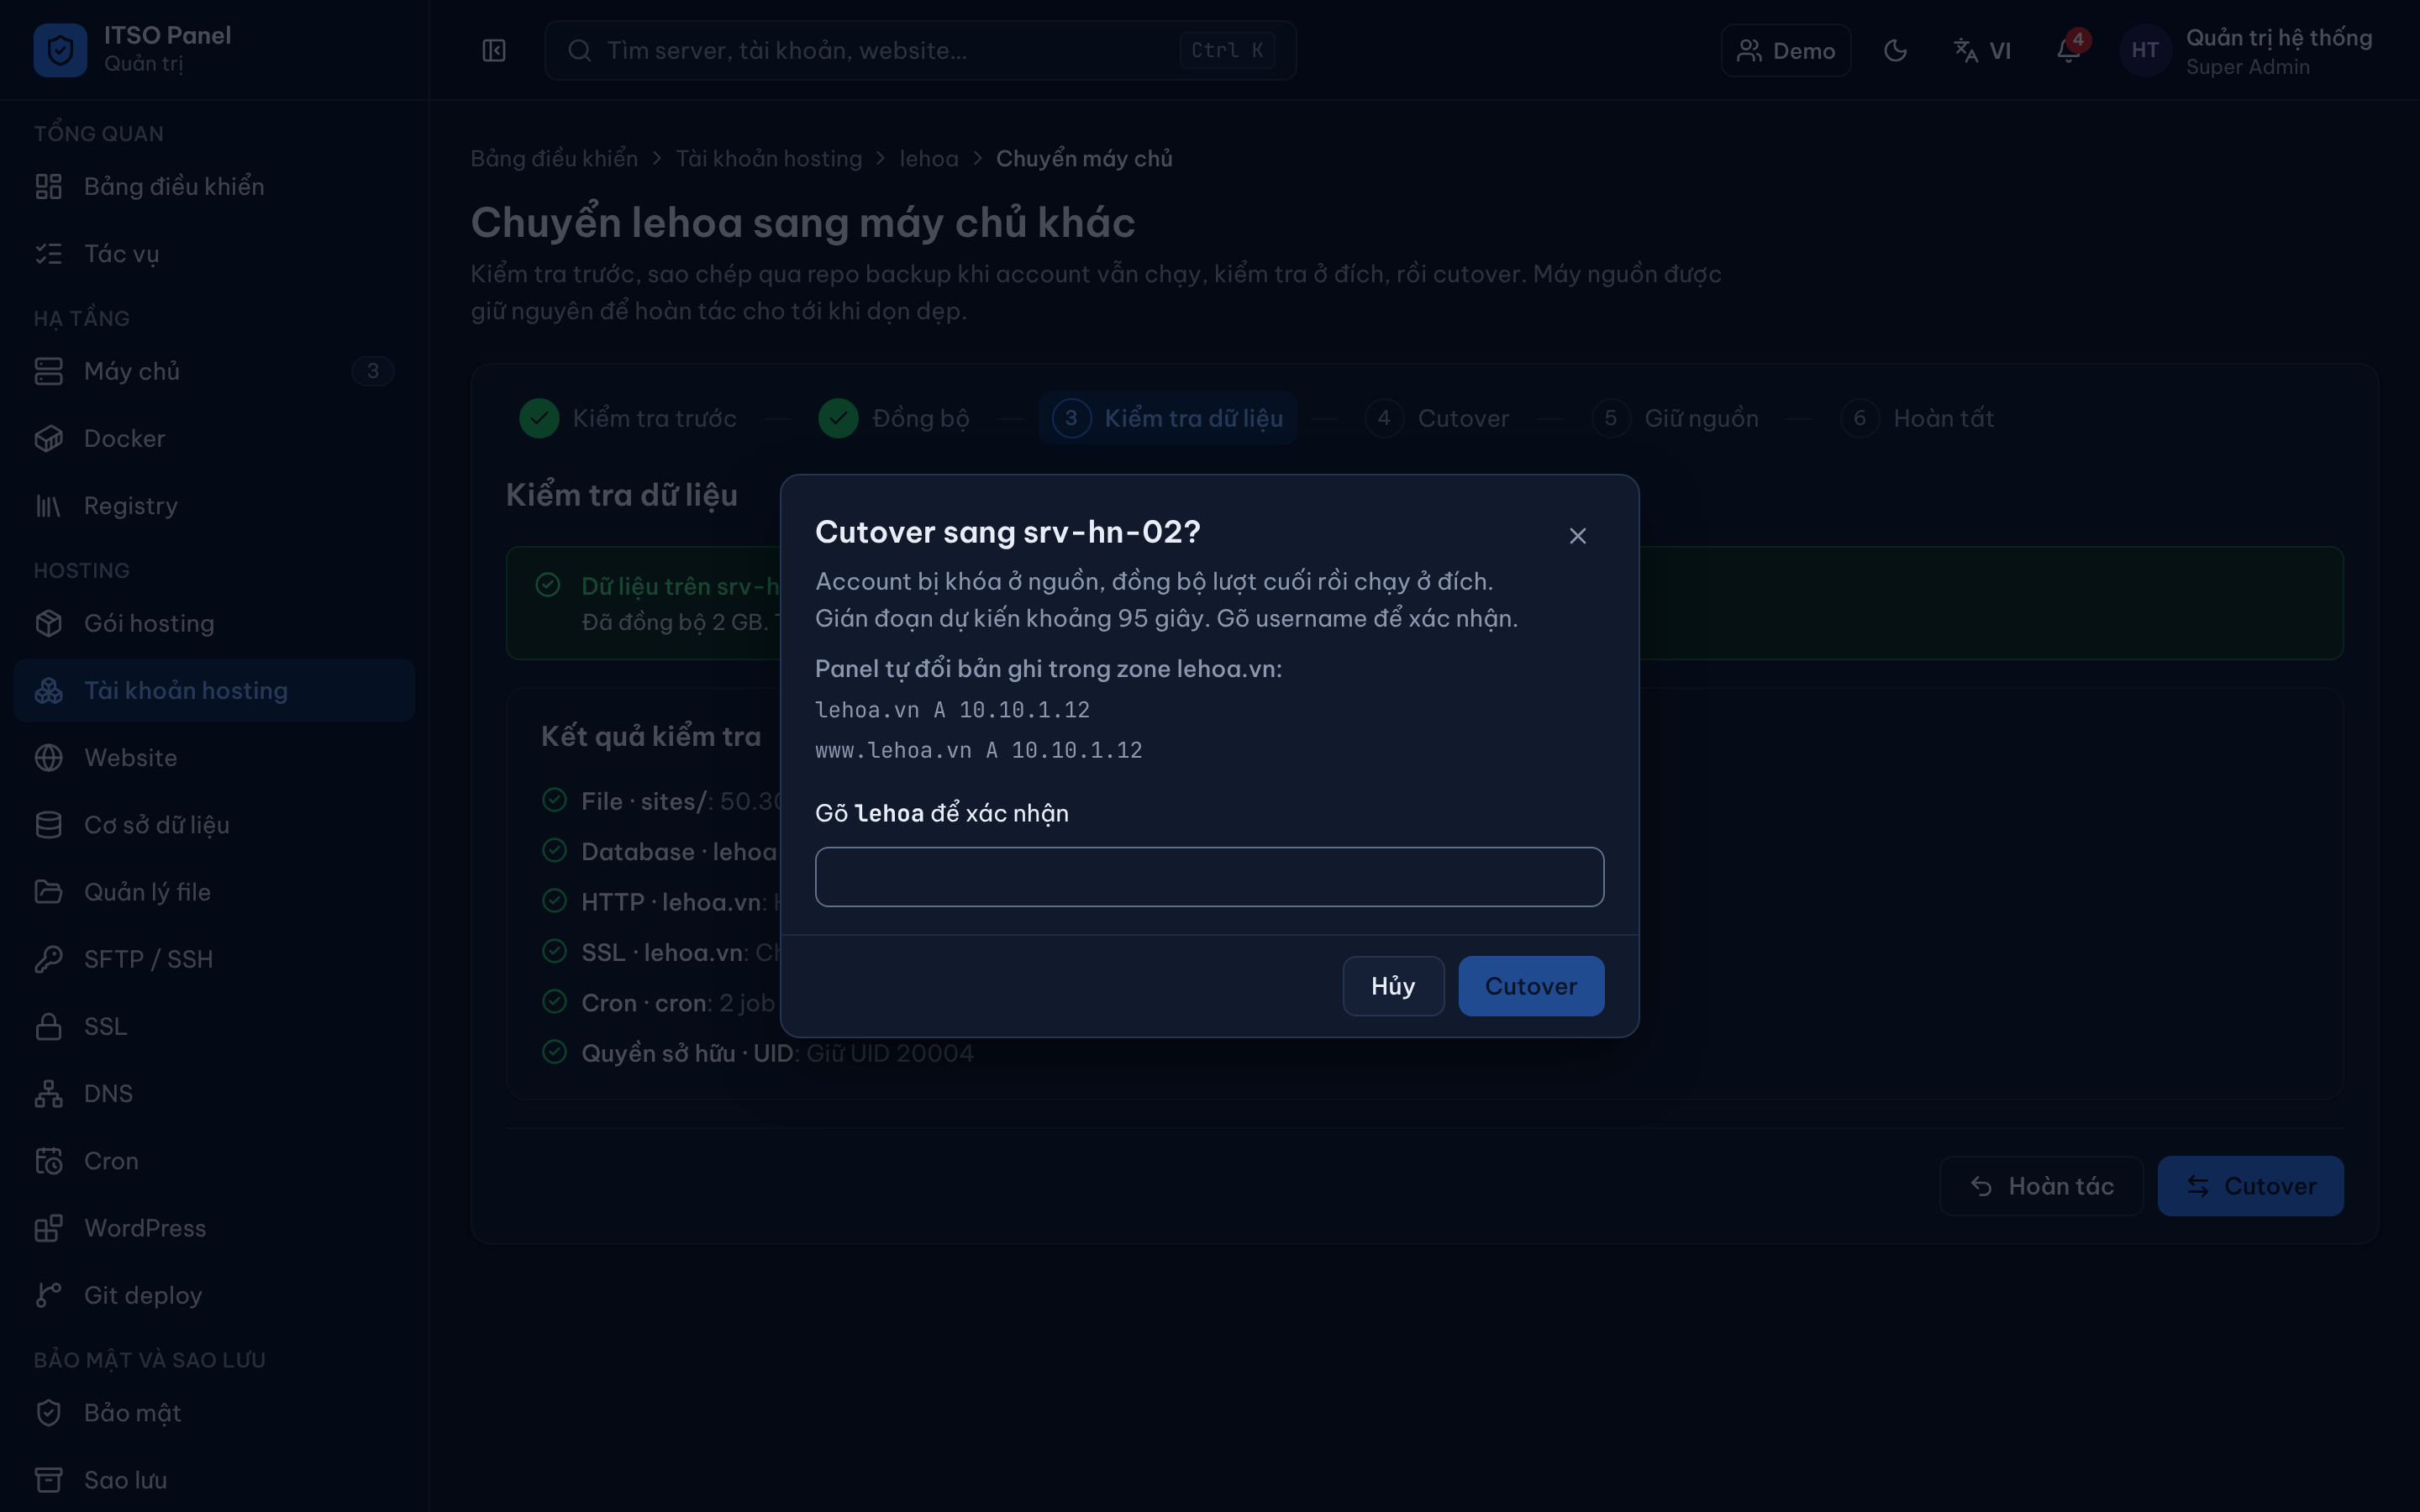 ITSO Panel
Quản trị
Tìm server, tài khoản, website...
Ctrl K
Demo
VI
4
HT
Quản trị hệ thống
Super Admin
TỔNG QUAN
Bảng điều khiển
Tác vụ
HẠ TẦNG
Máy chủ
3
Docker
Registry
HOSTING
Gói hosting
Tài khoản hosting
Website
Cơ sở dữ liệu
Quản lý file
SFTP / SSH
SSL
DNS
Cron
WordPress
Git deploy
BẢO MẬT VÀ SAO LƯU
Bảo mật
Sao lưu
Bảng điều khiển > Tài khoản hosting > lehoa > Chuyển máy chủ
Chuyển lehoa sang máy chủ khác
Kiểm tra trước, sao chép qua repo backup khi account vẫn chạy, kiểm tra ở đích, rồi cutover. Máy nguồn được
giữ nguyên để hoàn tác cho tới khi dọn dẹp.
Kiểm tra trước
Đồng bộ
3 Kiểm tra dữ liệu
4 Cutover
5 Giữ nguồn
6 Hoàn tất
Kiểm tra dữ liệu
Dữ liệu trên srv-h
Đã đồng bộ 2 GB.
Kết quả kiểm tra
File · sites/: 50.30
Database · lehoa
HTTP · lehoa.vn:
SSL · lehoa.vn: Ch
Cron · cron: 2 job
Quyền sở hữu · UID: Giữ UID 20004
Hoàn tác
Cutover
Cutover sang srv-hn-02?
Account bị khóa ở nguồn, đồng bộ lượt cuối rồi chạy ở đích.
Gián đoạn dự kiến khoảng 95 giây. Gõ username để xác nhận.
Panel tự đổi bản ghi trong zone lehoa.vn:
lehoa.vn A 10.10.1.12
www.lehoa.vn A 10.10.1.12
Gõ lehoa để xác nhận
Hủy
Cutover